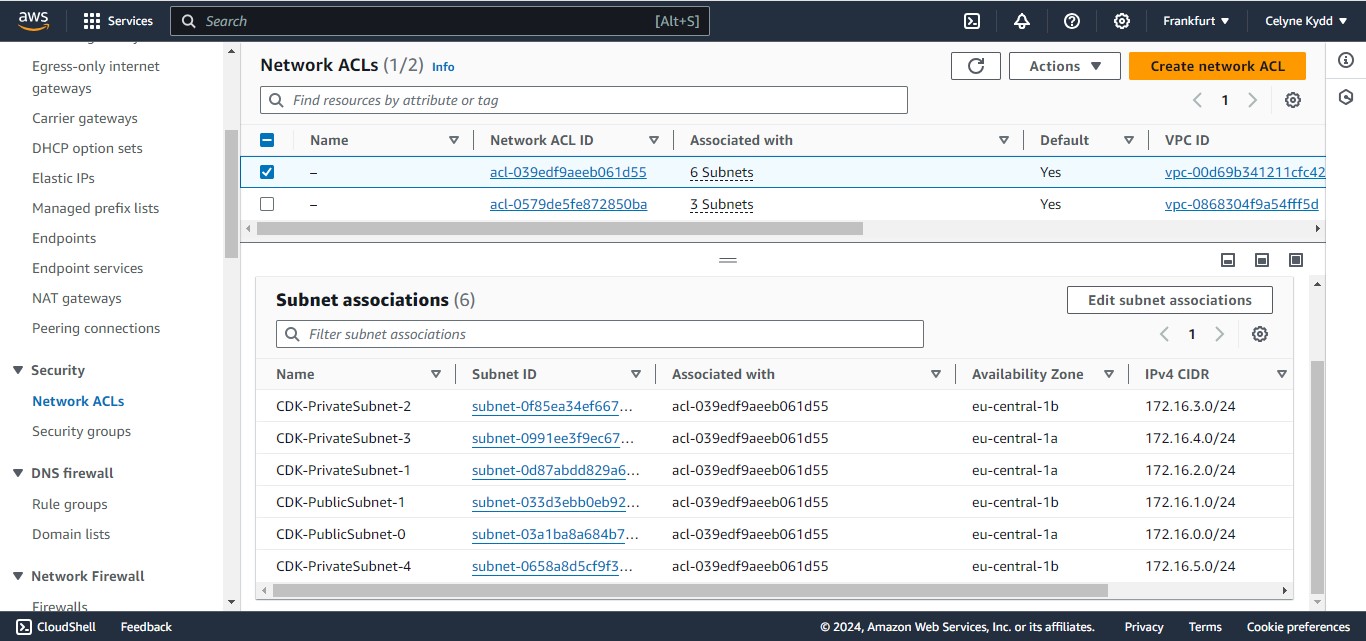 aws
Services
Search
[Alt+S]
Frankfurt
Celyne Kydd
Egress-only internet
gateways
Carrier gateways
DHCP option sets
Elastic IPs
Managed prefix lists
Endpoints
Endpoint services
NAT gateways
Peering connections
Security
Network ACLs
Security groups
DNS firewall
Rule groups
Domain lists
Network Firewall
Firewalls
Network ACLs (1/2) Info
Actions
Create network ACL
Find resources by attribute or tag
1
Name Network ACL ID Associated with Default VPC ID
– acl-039edf9aeeb061d55 6 Subnets Yes vpc-00d69b341211cfc42
– acl-0579de5fe872850ba 3 Subnets Yes vpc-0868304f9a54fff5d
Subnet associations (6)
Edit subnet associations
Filter subnet associations
1
Name Subnet ID Associated with Availability Zone IPv4 CIDR
CDK-PrivateSubnet-2 subnet-0f85ea34ef667... acl-039edf9aeeb061d55 eu-central-1b 172.16.3.0/24
CDK-PrivateSubnet-3 subnet-0991ee3f9ec67... acl-039edf9aeeb061d55 eu-central-1a 172.16.4.0/24
CDK-PrivateSubnet-1 subnet-0d87abdd829a6... acl-039edf9aeeb061d55 eu-central-1a 172.16.2.0/24
CDK-PublicSubnet-1 subnet-033d3ebb0eb92... acl-039edf9aeeb061d55 eu-central-1b 172.16.1.0/24
CDK-PublicSubnet-0 subnet-03a1ba8a684b7... acl-039edf9aeeb061d55 eu-central-1a 172.16.0.0/24
CDK-PrivateSubnet-4 subnet-0658a8d5cf9f3... acl-039edf9aeeb061d55 eu-central-1b 172.16.5.0/24
CloudShell
Feedback
© 2024, Amazon Web Services, Inc. or its affiliates.
Privacy
Terms
Cookie preferences